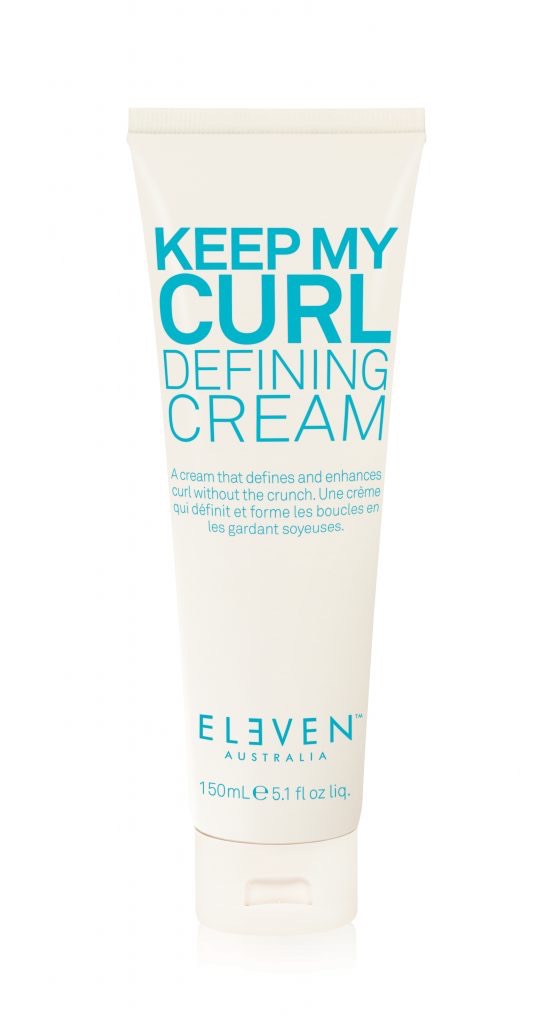 KEEP MY
CURL
DEFINING
CREAM
A cream that defines and enhances
curl without the crunch. Une crème
qui définit et forme les boucles en
les gardant soyeuses.
ELEVEN™
AUSTRALIA
150mL℮5.1 fl oz liq.